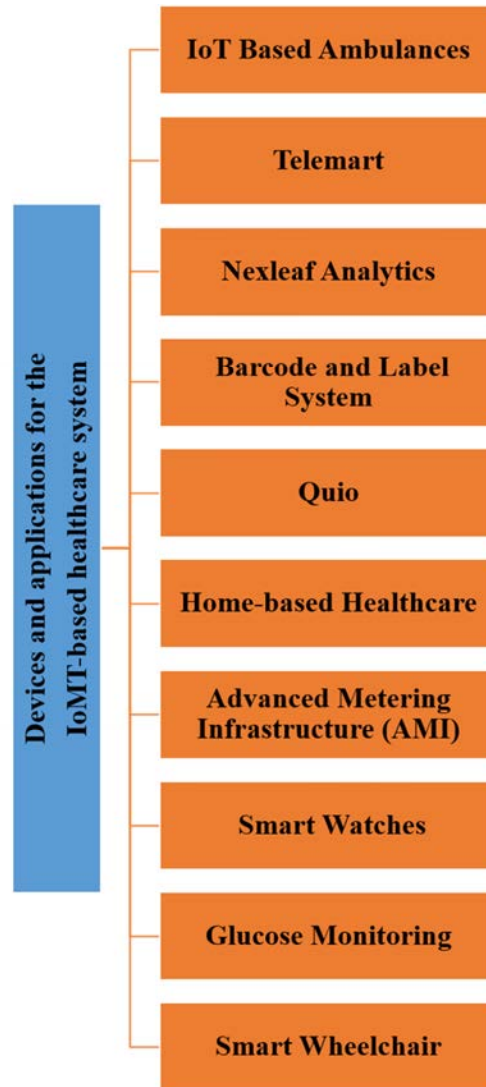 Devices and applications for the
IoMT-based healthcare system
IoT Based Ambulances
Telemart
Nexleaf Analytics
Barcode and Label
System
Quio
Home-based Healthcare
Advanced Metering
Infrastructure (AMI)
Smart Watches
Glucose Monitoring
Smart Wheelchair